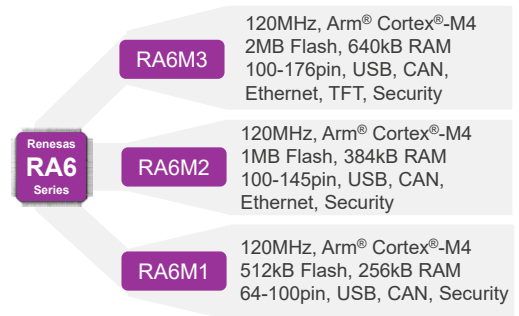 RA6M3
120MHz, Arm® Cortex®-M4
2MB Flash, 640kB RAM
100-176pin, USB, CAN,
Ethernet, TFT, Security
Renesas
RA6
Series
RA6M2
120MHz, Arm® Cortex®-M4
1MB Flash, 384kB RAM
100-145pin, USB, CAN,
Ethernet, Security
RA6M1
120MHz, Arm® Cortex®-M4
512kB Flash, 256kB RAM
64-100pin, USB, CAN, Security